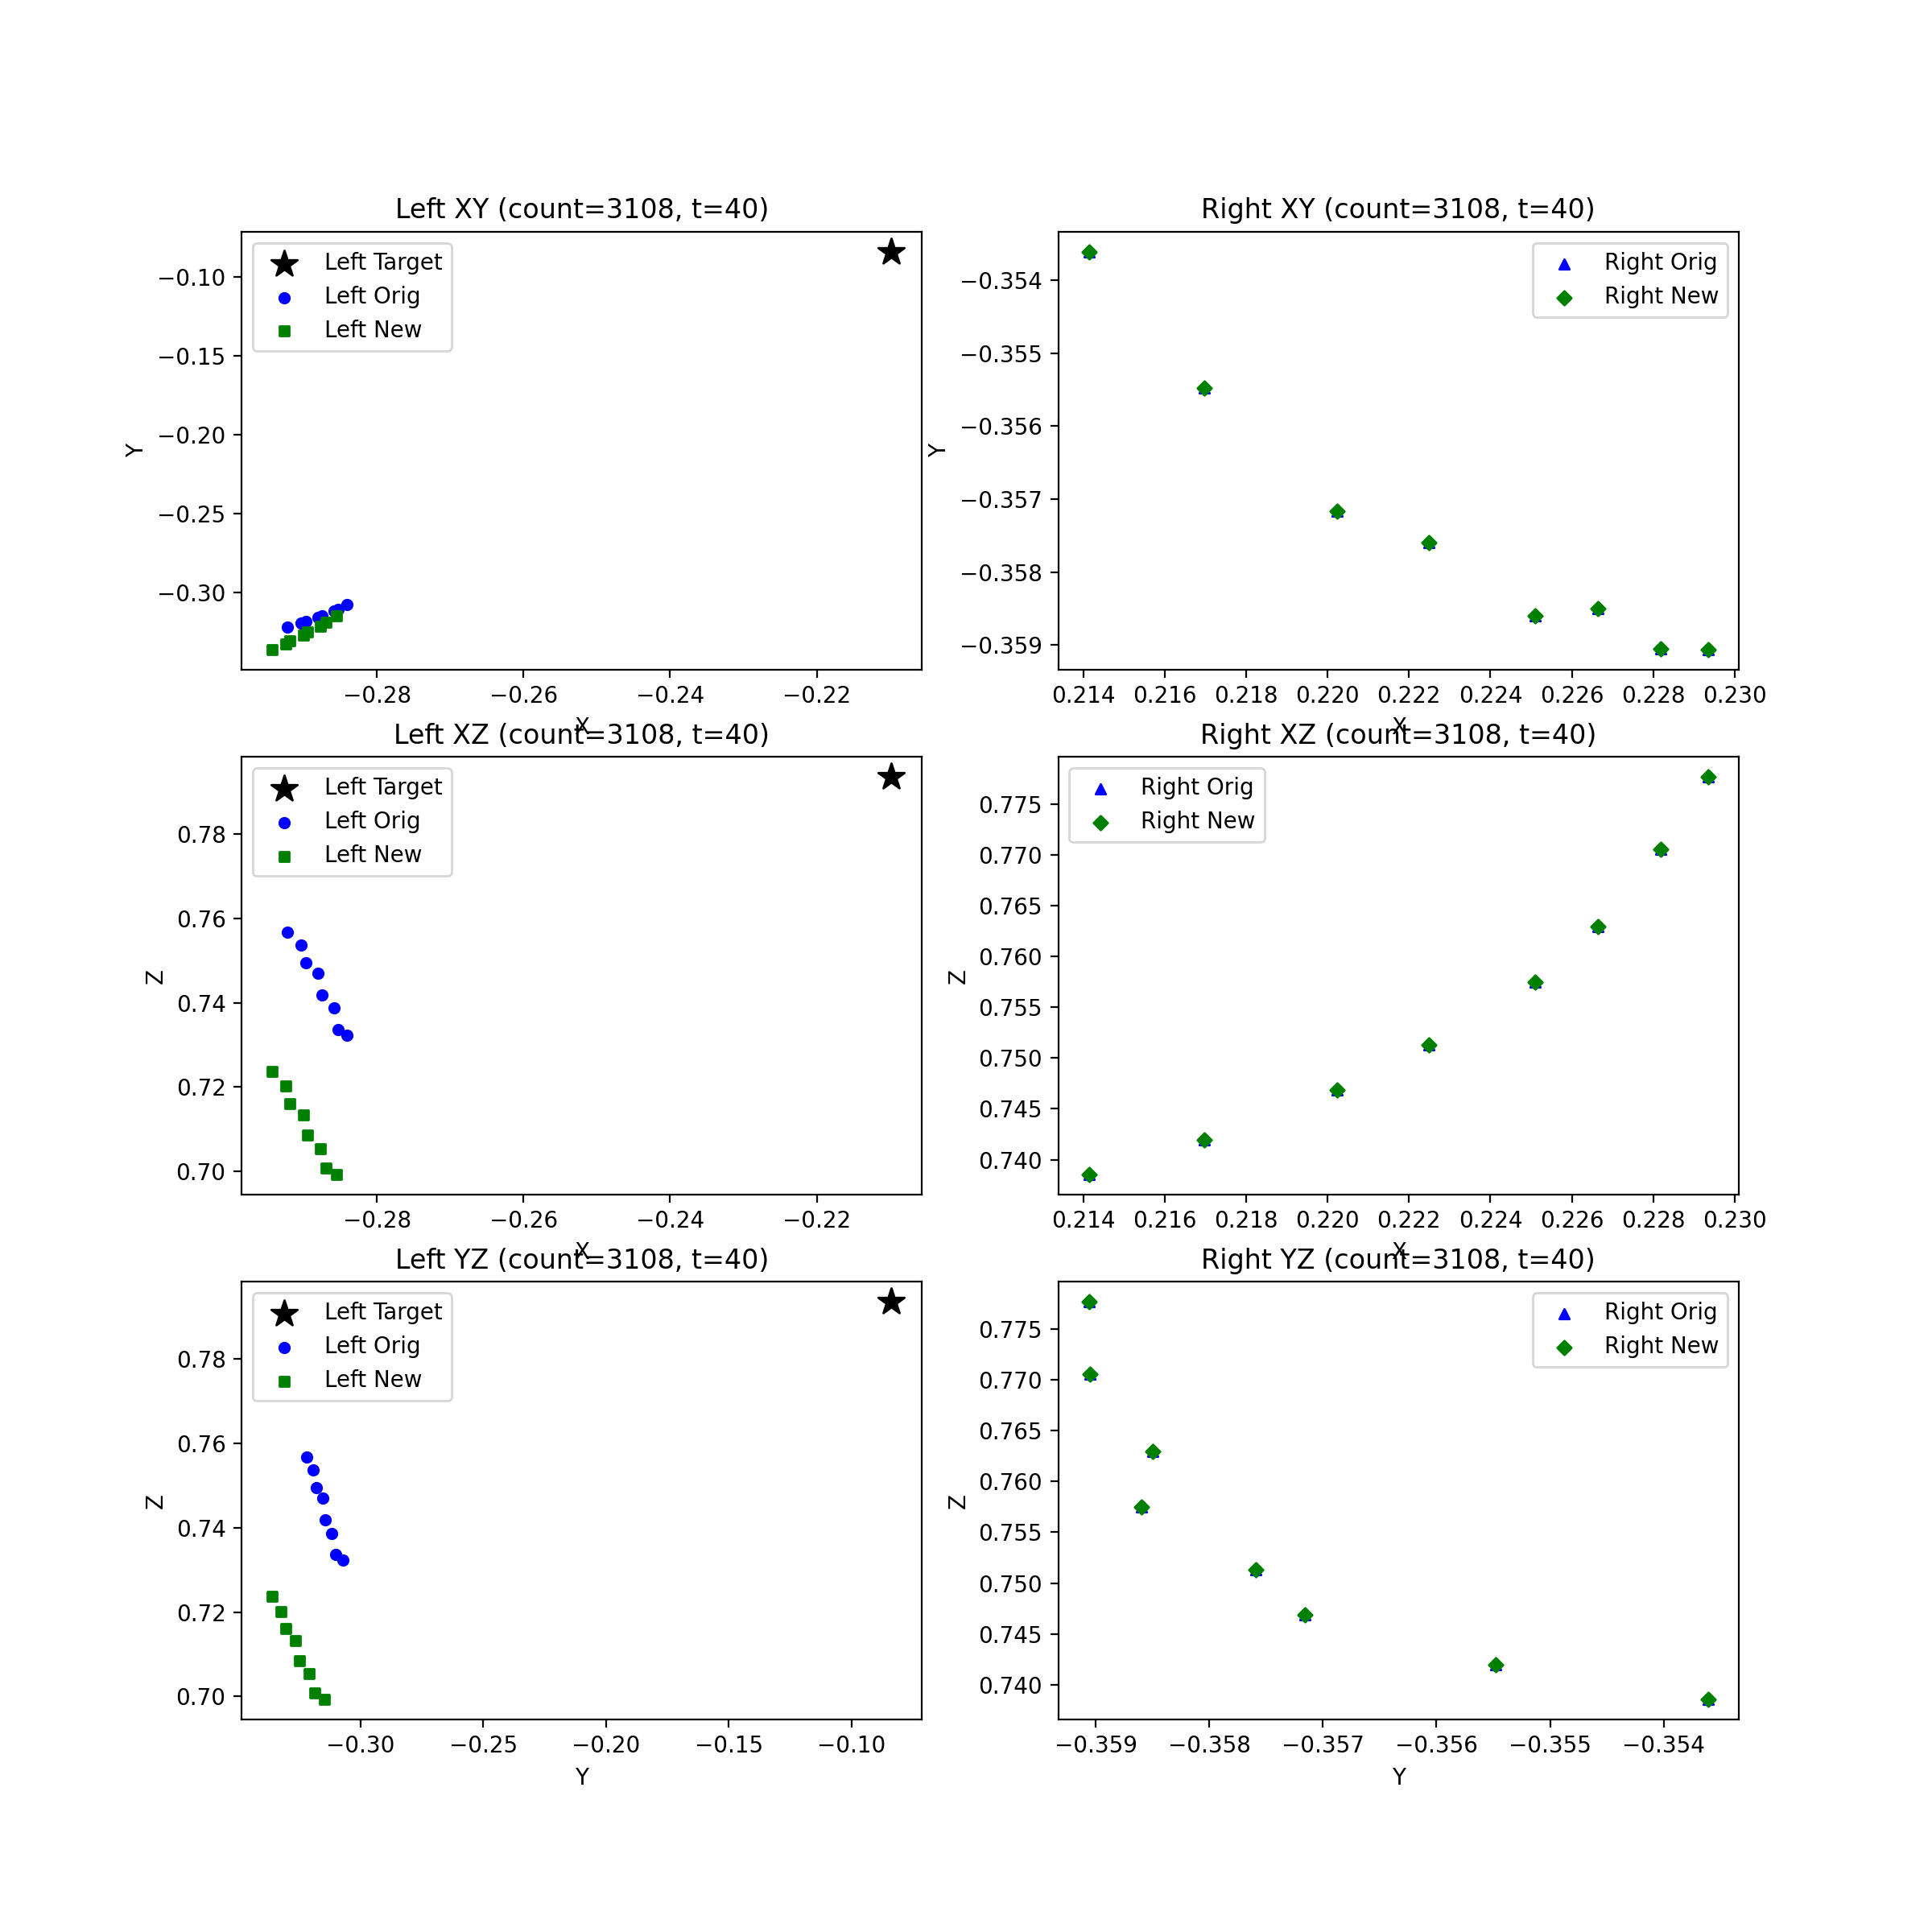 Left XY (count=3108, t=40)
Left Target
Left Orig
Left New
−0.10
−0.15
−0.20
−0.25
−0.30
Y
−0.28
−0.26
−0.24
−0.22
X
Right XY (count=3108, t=40)
Right Orig
Right New
−0.354
−0.355
−0.356
−0.357
−0.358
−0.359
Y
0.214
0.216
0.218
0.220
0.222
0.224
0.226
0.228
0.230
X
Left XZ (count=3108, t=40)
Left Target
Left Orig
Left New
0.78
0.76
0.74
0.72
0.70
Z
−0.28
−0.26
−0.24
−0.22
X
Right XZ (count=3108, t=40)
Right Orig
Right New
0.775
0.770
0.765
0.760
0.755
0.750
0.745
0.740
Z
0.214
0.216
0.218
0.220
0.222
0.224
0.226
0.228
0.230
X
Left YZ (count=3108, t=40)
Left Target
Left Orig
Left New
0.78
0.76
0.74
0.72
0.70
Z
−0.30
−0.25
−0.20
−0.15
−0.10
Y
Right YZ (count=3108, t=40)
Right Orig
Right New
0.775
0.770
0.765
0.760
0.755
0.750
0.745
0.740
Z
−0.359
−0.358
−0.357
−0.356
−0.355
−0.354
Y